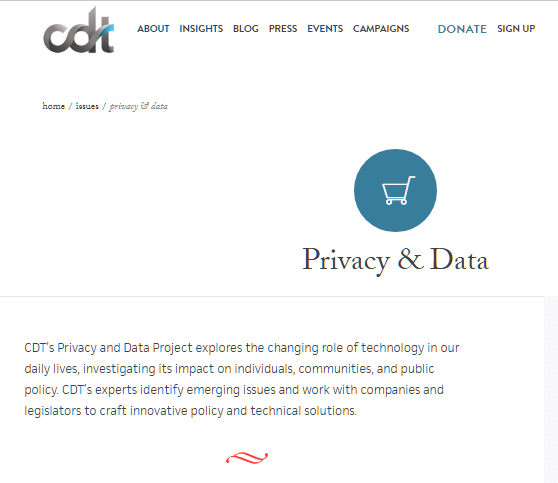 cdt
ABOUT INSIGHTS BLOG PRESS EVENTS CAMPAIGNS DONATE SIGN UP
home / issues / privacy & data
Privacy & Data
CDT's Privacy and Data Project explores the changing role of technology in our
daily lives, investigating its impact on individuals, communities, and public
policy. CDT's experts identify emerging issues and work with companies and
legislators to craft innovative policy and technical solutions.